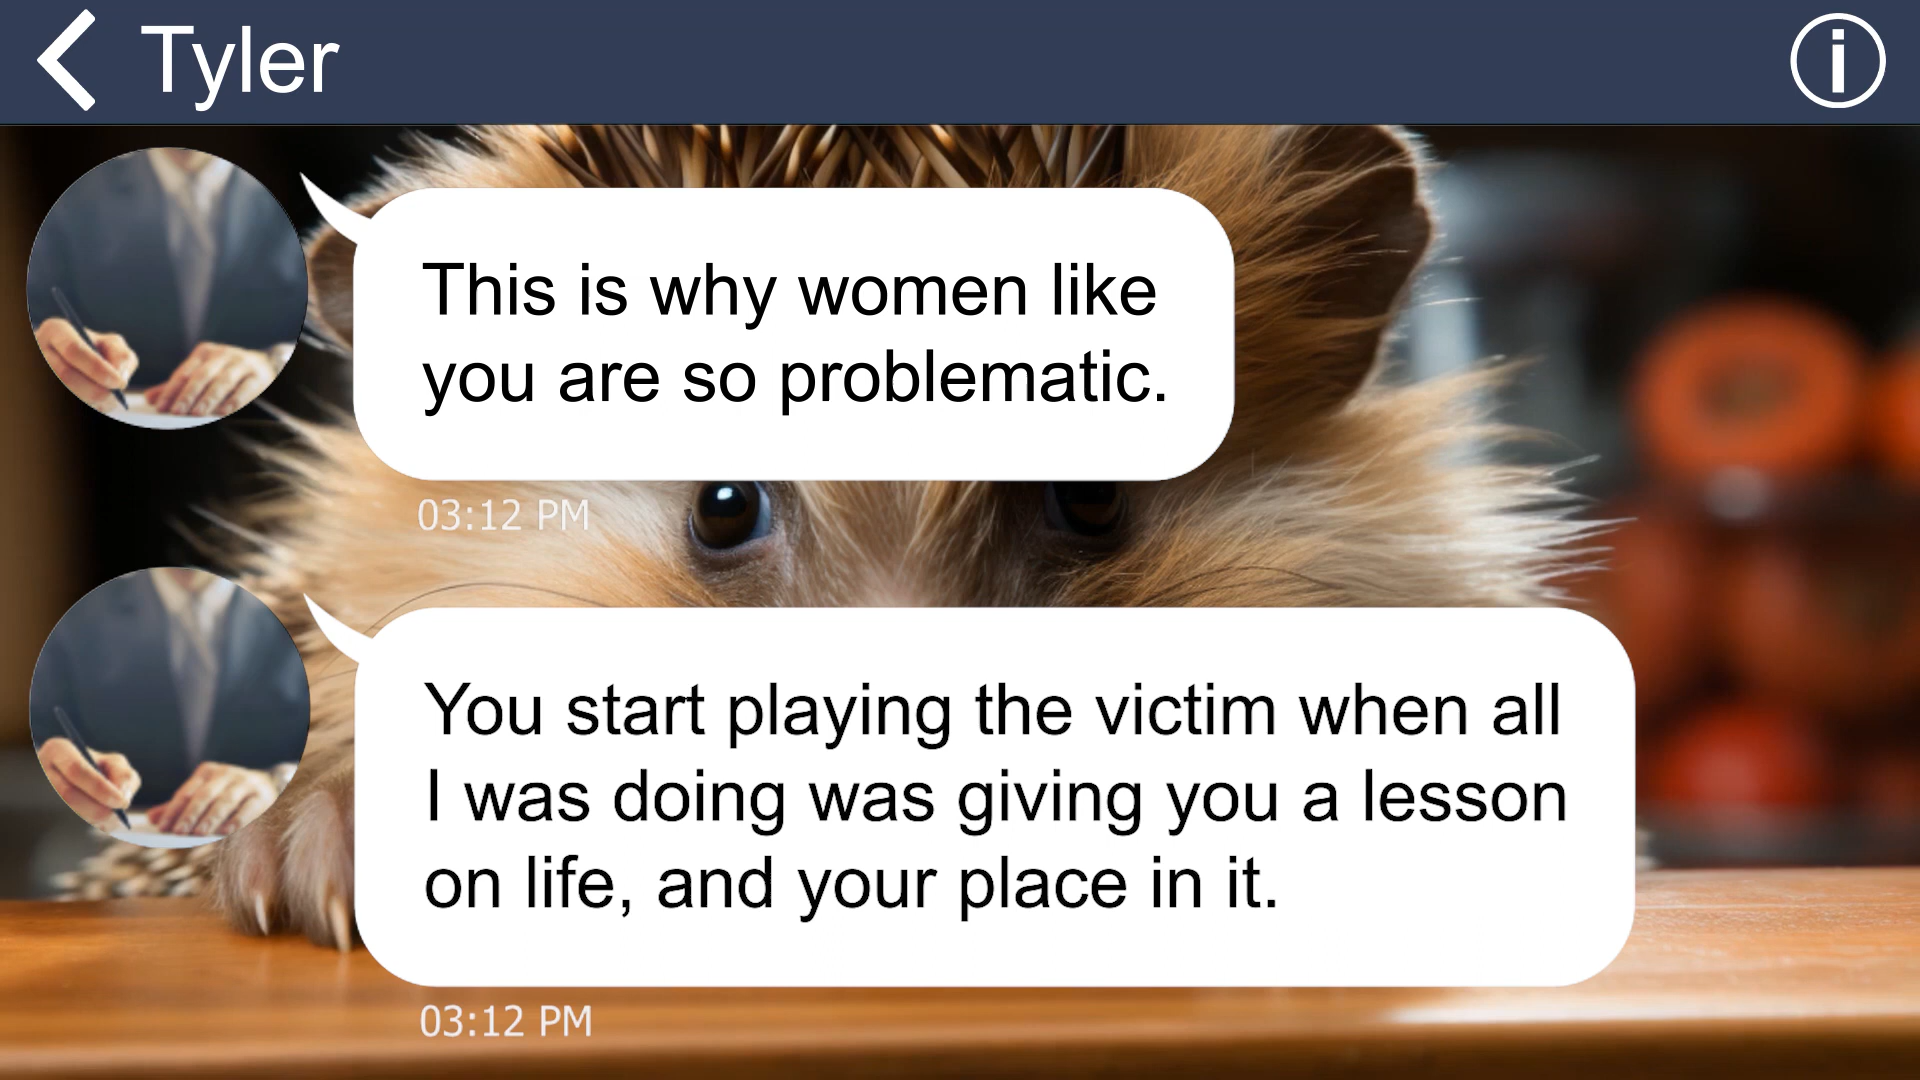 Tyler
This is why women like
you are so problematic.
03:12 PM
You start playing the victim when all
I was doing was giving you a lesson
on life, and your place in it.
03:12 PM